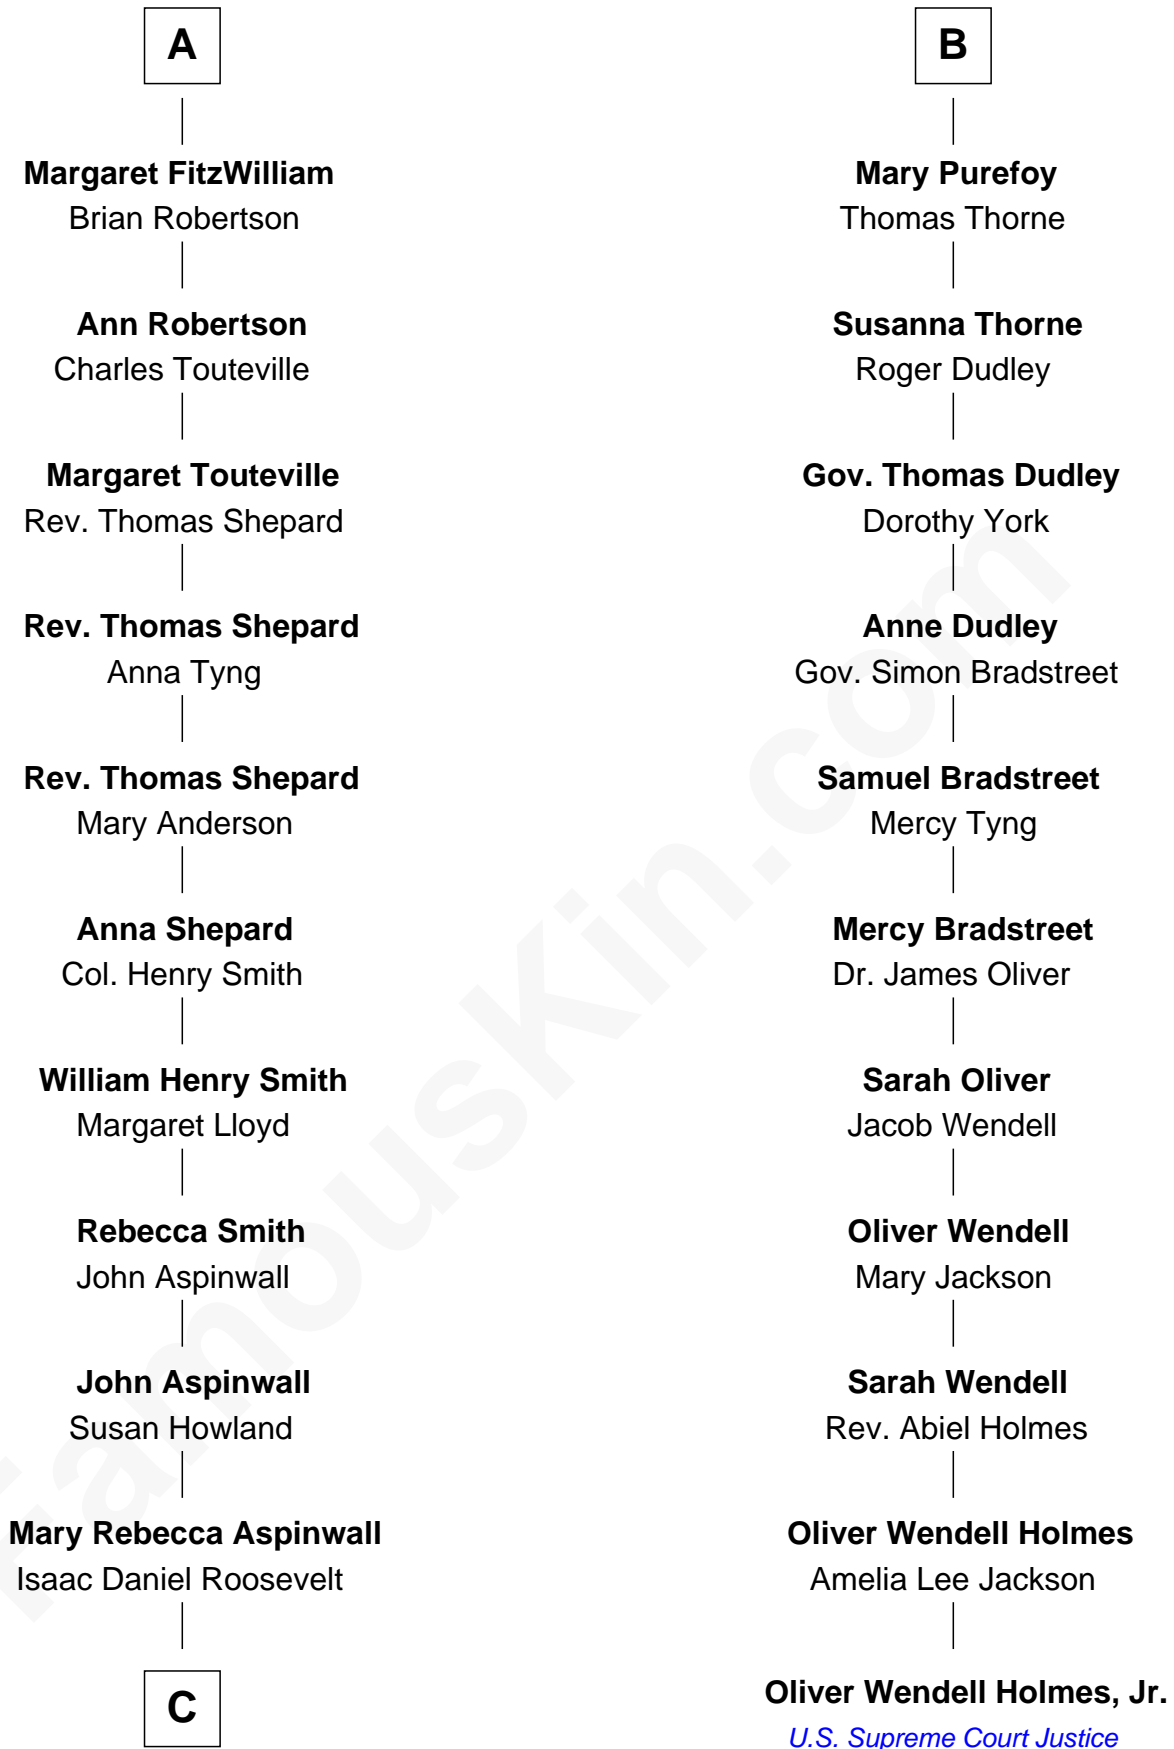 A
Margaret FitzWilliam
Brian Robertson
Ann Robertson
Charles Touteville
Margaret Touteville
Rev. Thomas Shepard
Rev. Thomas Shepard
Anna Tyng
Rev. Thomas Shepard
Mary Anderson
Anna Shepard
Col. Henry Smith
William Henry Smith
Margaret Lloyd
Rebecca Smith
John Aspinwall
John Aspinwall
Susan Howland
Mary Rebecca Aspinwall
Isaac Daniel Roosevelt
C
B
Mary Purefoy
Thomas Thorne
Susanna Thorne
Roger Dudley
Gov. Thomas Dudley
Dorothy York
Anne Dudley
Gov. Simon Bradstreet
Samuel Bradstreet
Mercy Tyng
Mercy Bradstreet
Dr. James Oliver
Sarah Oliver
Jacob Wendell
Oliver Wendell
Mary Jackson
Sarah Wendell
Rev. Abiel Holmes
Oliver Wendell Holmes
Amelia Lee Jackson
Oliver Wendell Holmes, Jr.
U.S. Supreme Court Justice
FamousKin.com